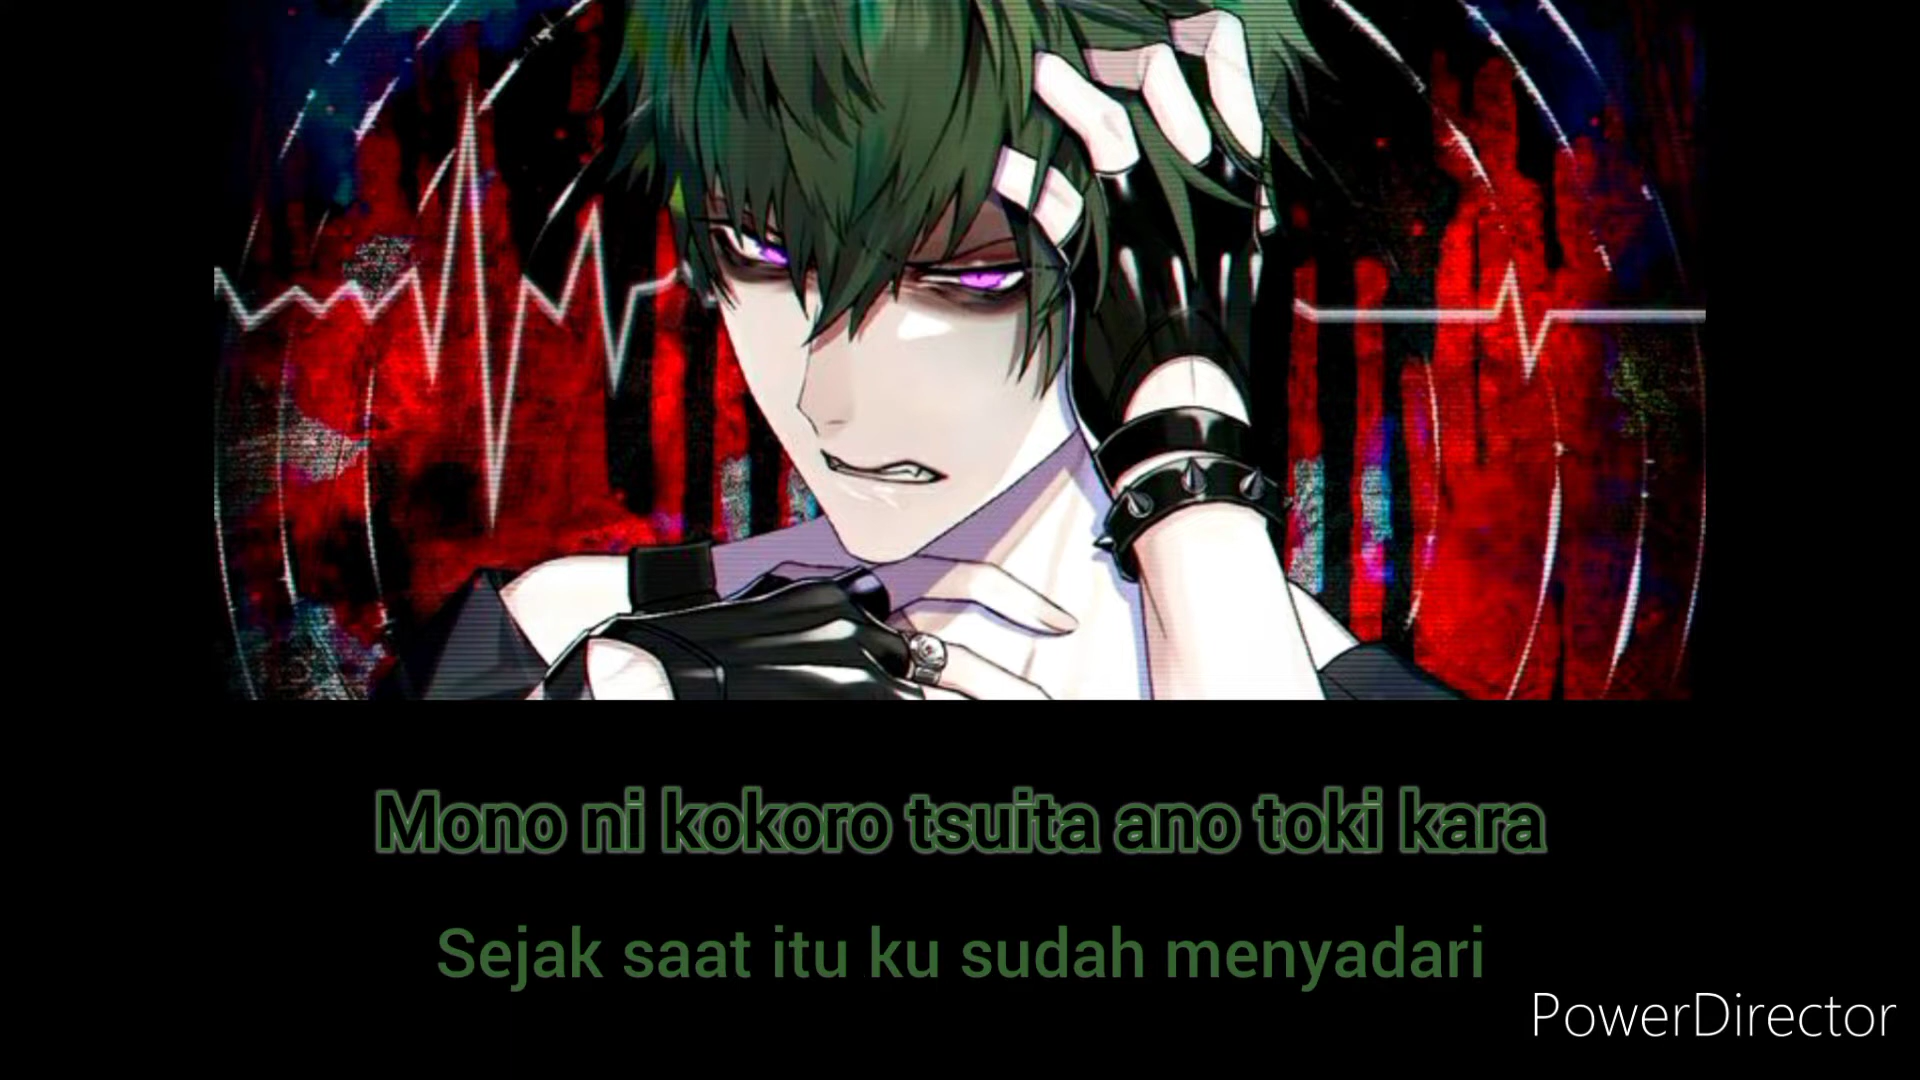 Mono ni kokoro tsuita ano toki kara
Sejak saat itu ku sudah menyadari
PowerDirector